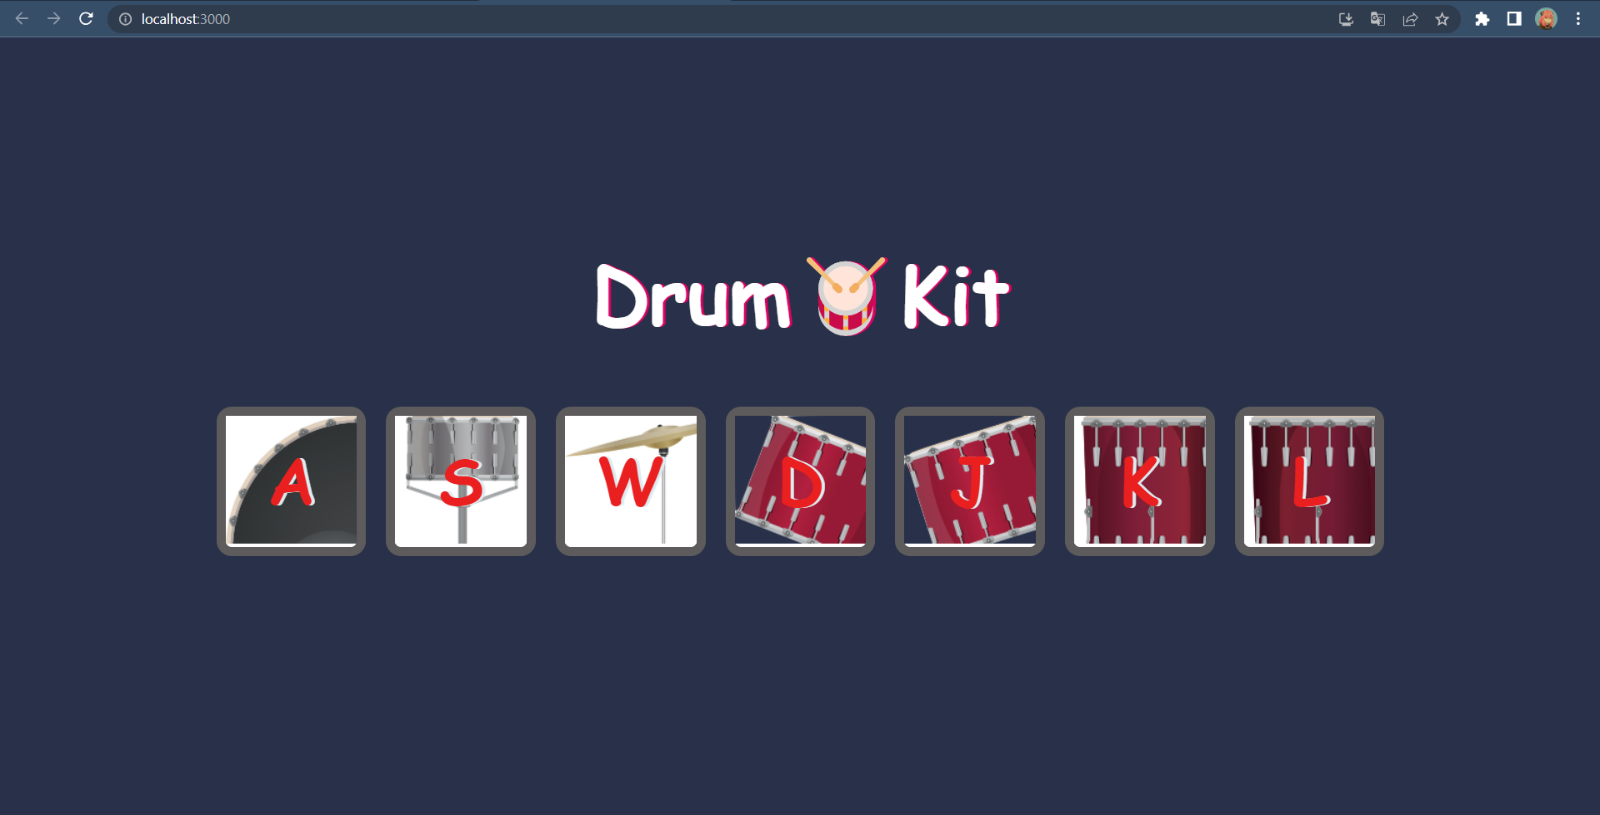 localhost:3000
Drum 🥁 Kit
A S W D J K L